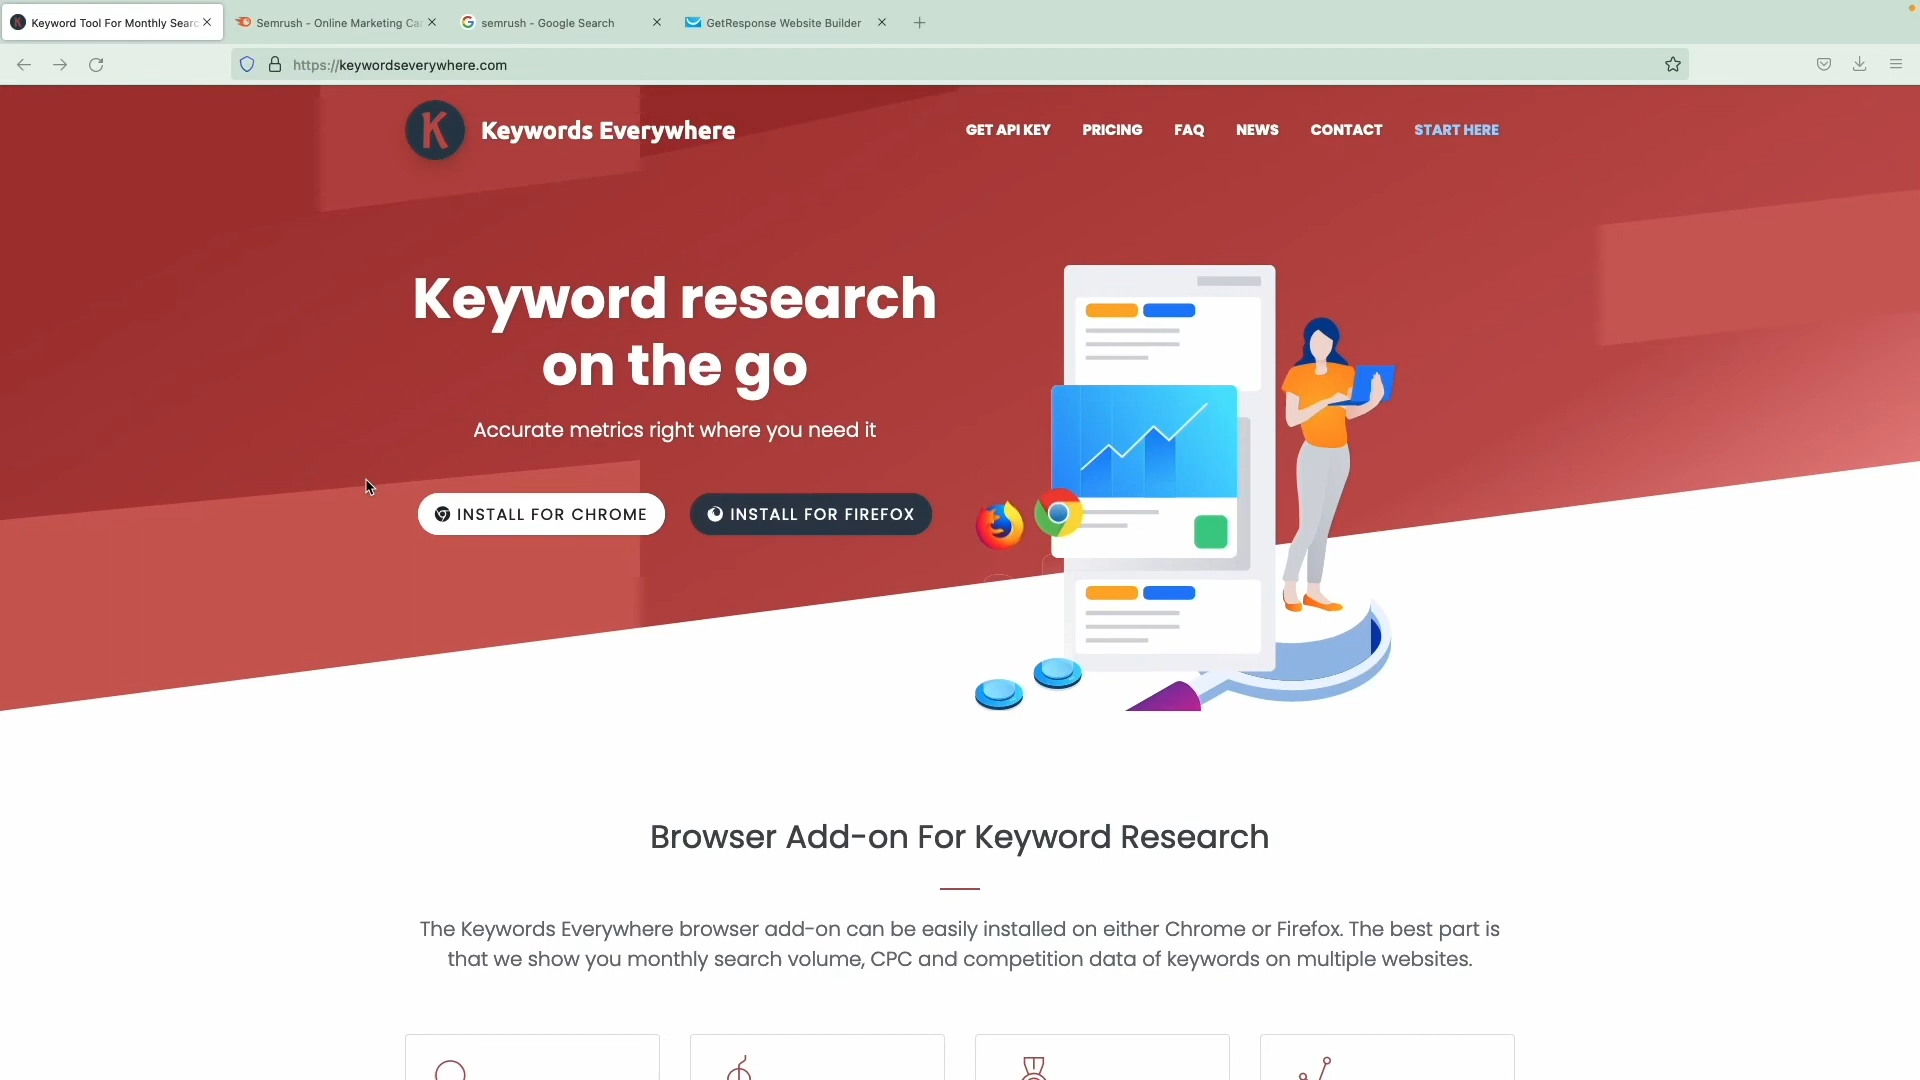 Keyword Tool For Monthly Searc
Semrush - Online Marketing Ca
semrush - Google Search
GetResponse Website Builder
https://keywordseverywhere.com
K
Keywords Everywhere
GET API KEY
PRICING
FAQ
NEWS
CONTACT
START HERE
Keyword research
on the go
Accurate metrics right where you need it
INSTALL FOR CHROME
INSTALL FOR FIREFOX
Browser Add-on For Keyword Research
The Keywords Everywhere browser add-on can be easily installed on either Chrome or Firefox. The best part is
that we show you monthly search volume, CPC and competition data of keywords on multiple websites.